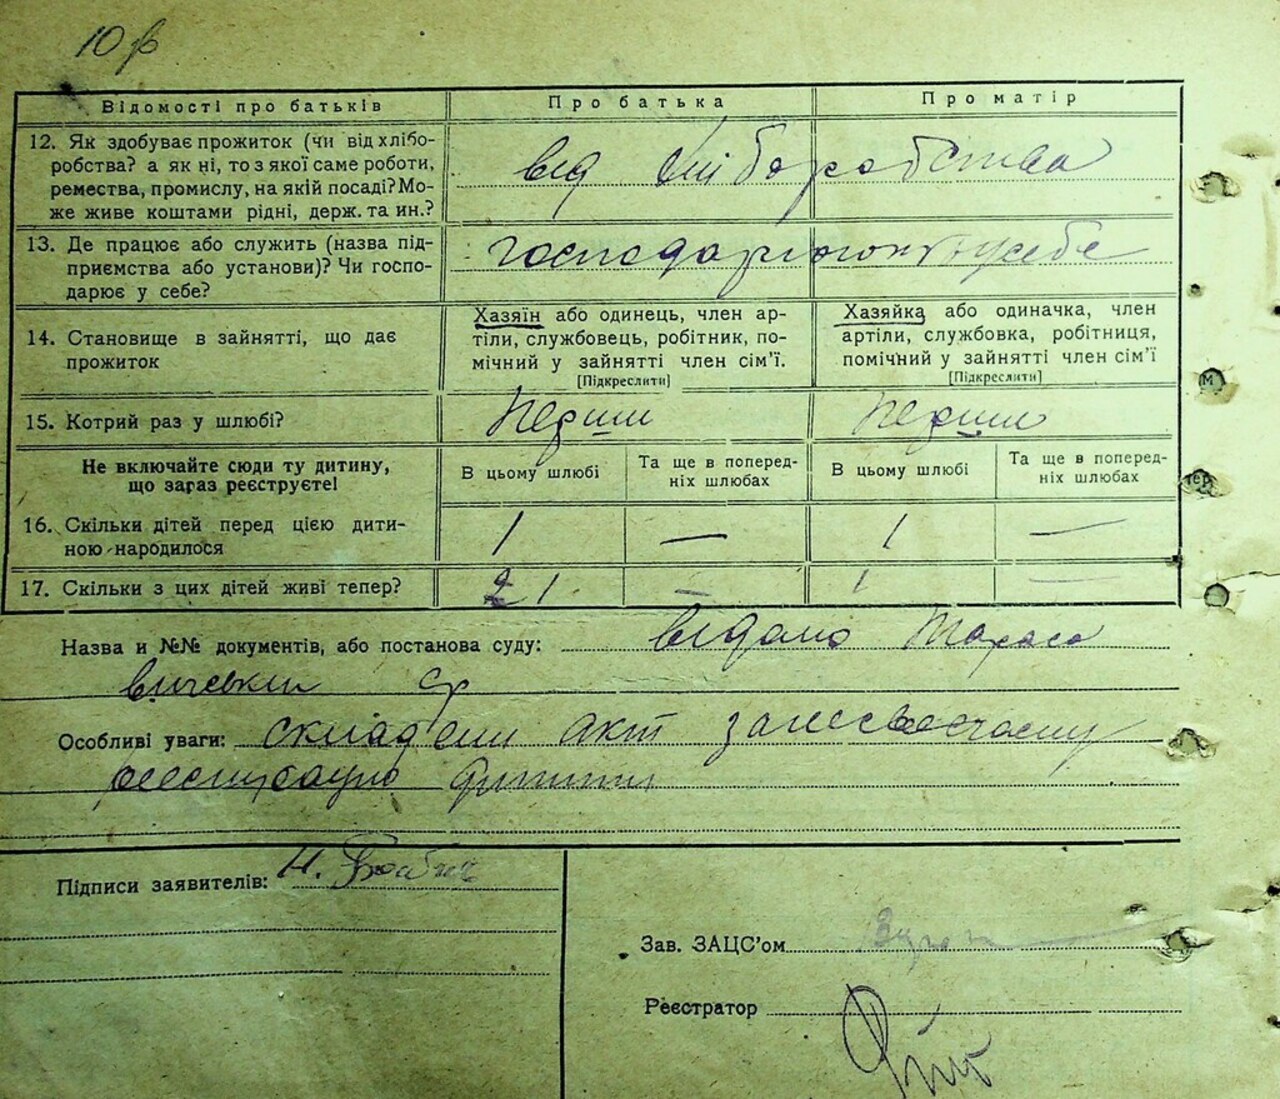 Відомості про батьків
Про батька
Про матір
12. Як здобуває прожиток (чи від хлібо-
робства? а як ні, то з якої саме роботи,
ремества, промислу, на якій посаді? Мо-
же живе коштами рідні, держ. та ин.?
від хліборобства
13. Де працює або служить (назва під-
приємства або установи)? Чи госпо-
дарює у себе?
господарюють у себе
14. Становище в зайнятті, що дає
прожиток
Хазяїн або одинець, член ар-
тіли, службовець, робітник, по-
мічний у зайнятті член сім'ї.
[Підкреслити]
Хазяйка або одиначка, член
артіли, службовка, робітниця,
помічний у зайнятті член сім'ї
[Підкреслити]
15. Котрий раз у шлюбі?
Перший
Перший
Не включайте сюди ту дитину,
що зараз реєструєте!
В цьому шлюбі
Та ще в поперед-
ніх шлюбах
В цьому шлюбі
Та ще в поперед-
ніх шлюбах
16. Скільки дітей перед цією дити-
ною народилося
1 — 1 —
17. Скільки з цих дітей живі тепер?
1 — 1 —
Назва и №№ документів, або постанова суду:
Особливі уваги: складений акт за несвоєчасну
Підписи заявителів: Н.
Зав. ЗАЦС'ом
Реєстратор